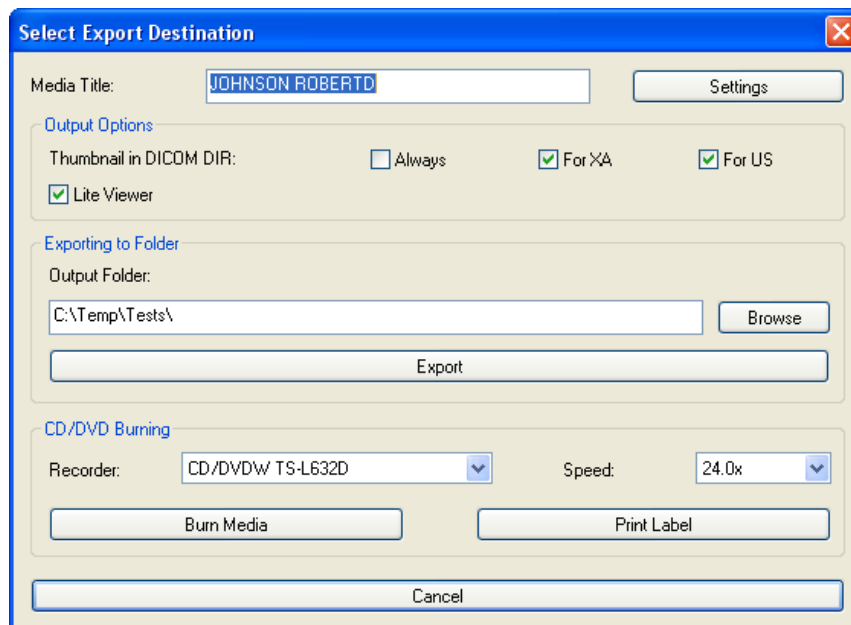 Select Export Destination
Media Title: JOHNSON ROBERTD Settings
Output Options
Thumbnail in DICOM DIR: Always For XA For US
Lite Viewer
Exporting to Folder
Output Folder:
C:\Temp\Tests\ Browse
Export
CD/DVD Burning
Recorder: CD/DVDW TS-L632D Speed: 24.0x
Burn Media Print Label
Cancel